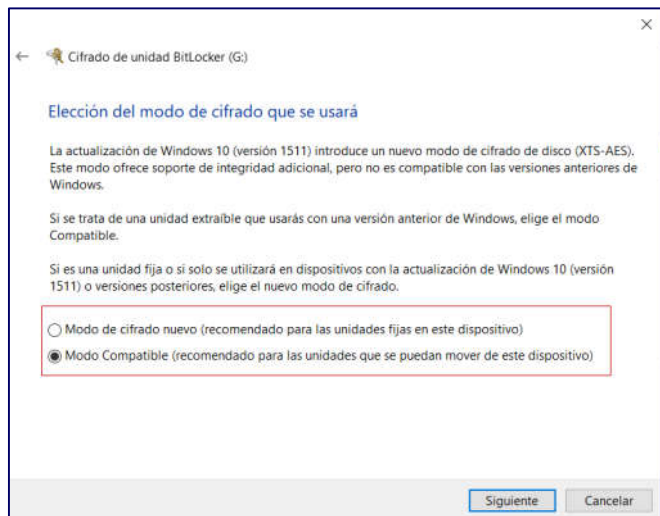 Cifrado de unidad BitLocker (G:)
Elección del modo de cifrado que se usará
La actualización de Windows 10 (versión 1511) introduce un nuevo modo de cifrado de disco (XTS-AES).
Este modo ofrece soporte de integridad adicional, pero no es compatible con las versiones anteriores de
Windows.
Si se trata de una unidad extraíble que usarás con una versión anterior de Windows, elige el modo
Compatible.
Si es una unidad fija o si solo se utilizará en dispositivos con la actualización de Windows 10 (versión
1511) o versiones posteriores, elige el nuevo modo de cifrado.
Modo de cifrado nuevo (recomendado para las unidades fijas en este dispositivo)
Modo Compatible (recomendado para las unidades que se puedan mover de este dispositivo)
Siguiente Cancelar